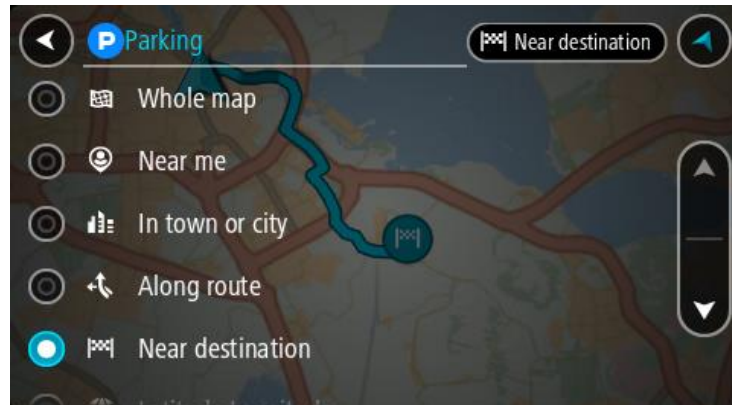 P Parking
Near destination
Whole map
Near me
In town or city
Along route
Near destination